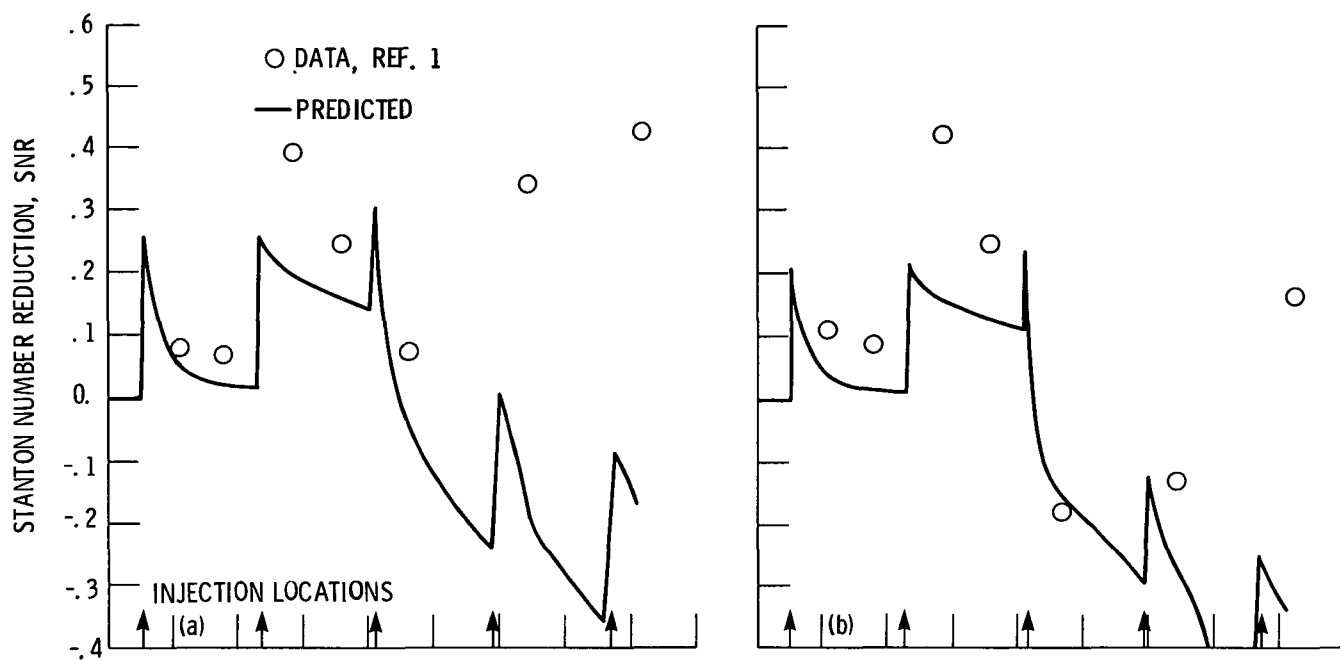 .6
.5
.4
.3
.2
.1
0.
-.1
-.2
-.3
-.4
STANTON NUMBER REDUCTION, SNR
DATA, REF. 1
PREDICTED
INJECTION LOCATIONS
(a)
(b)